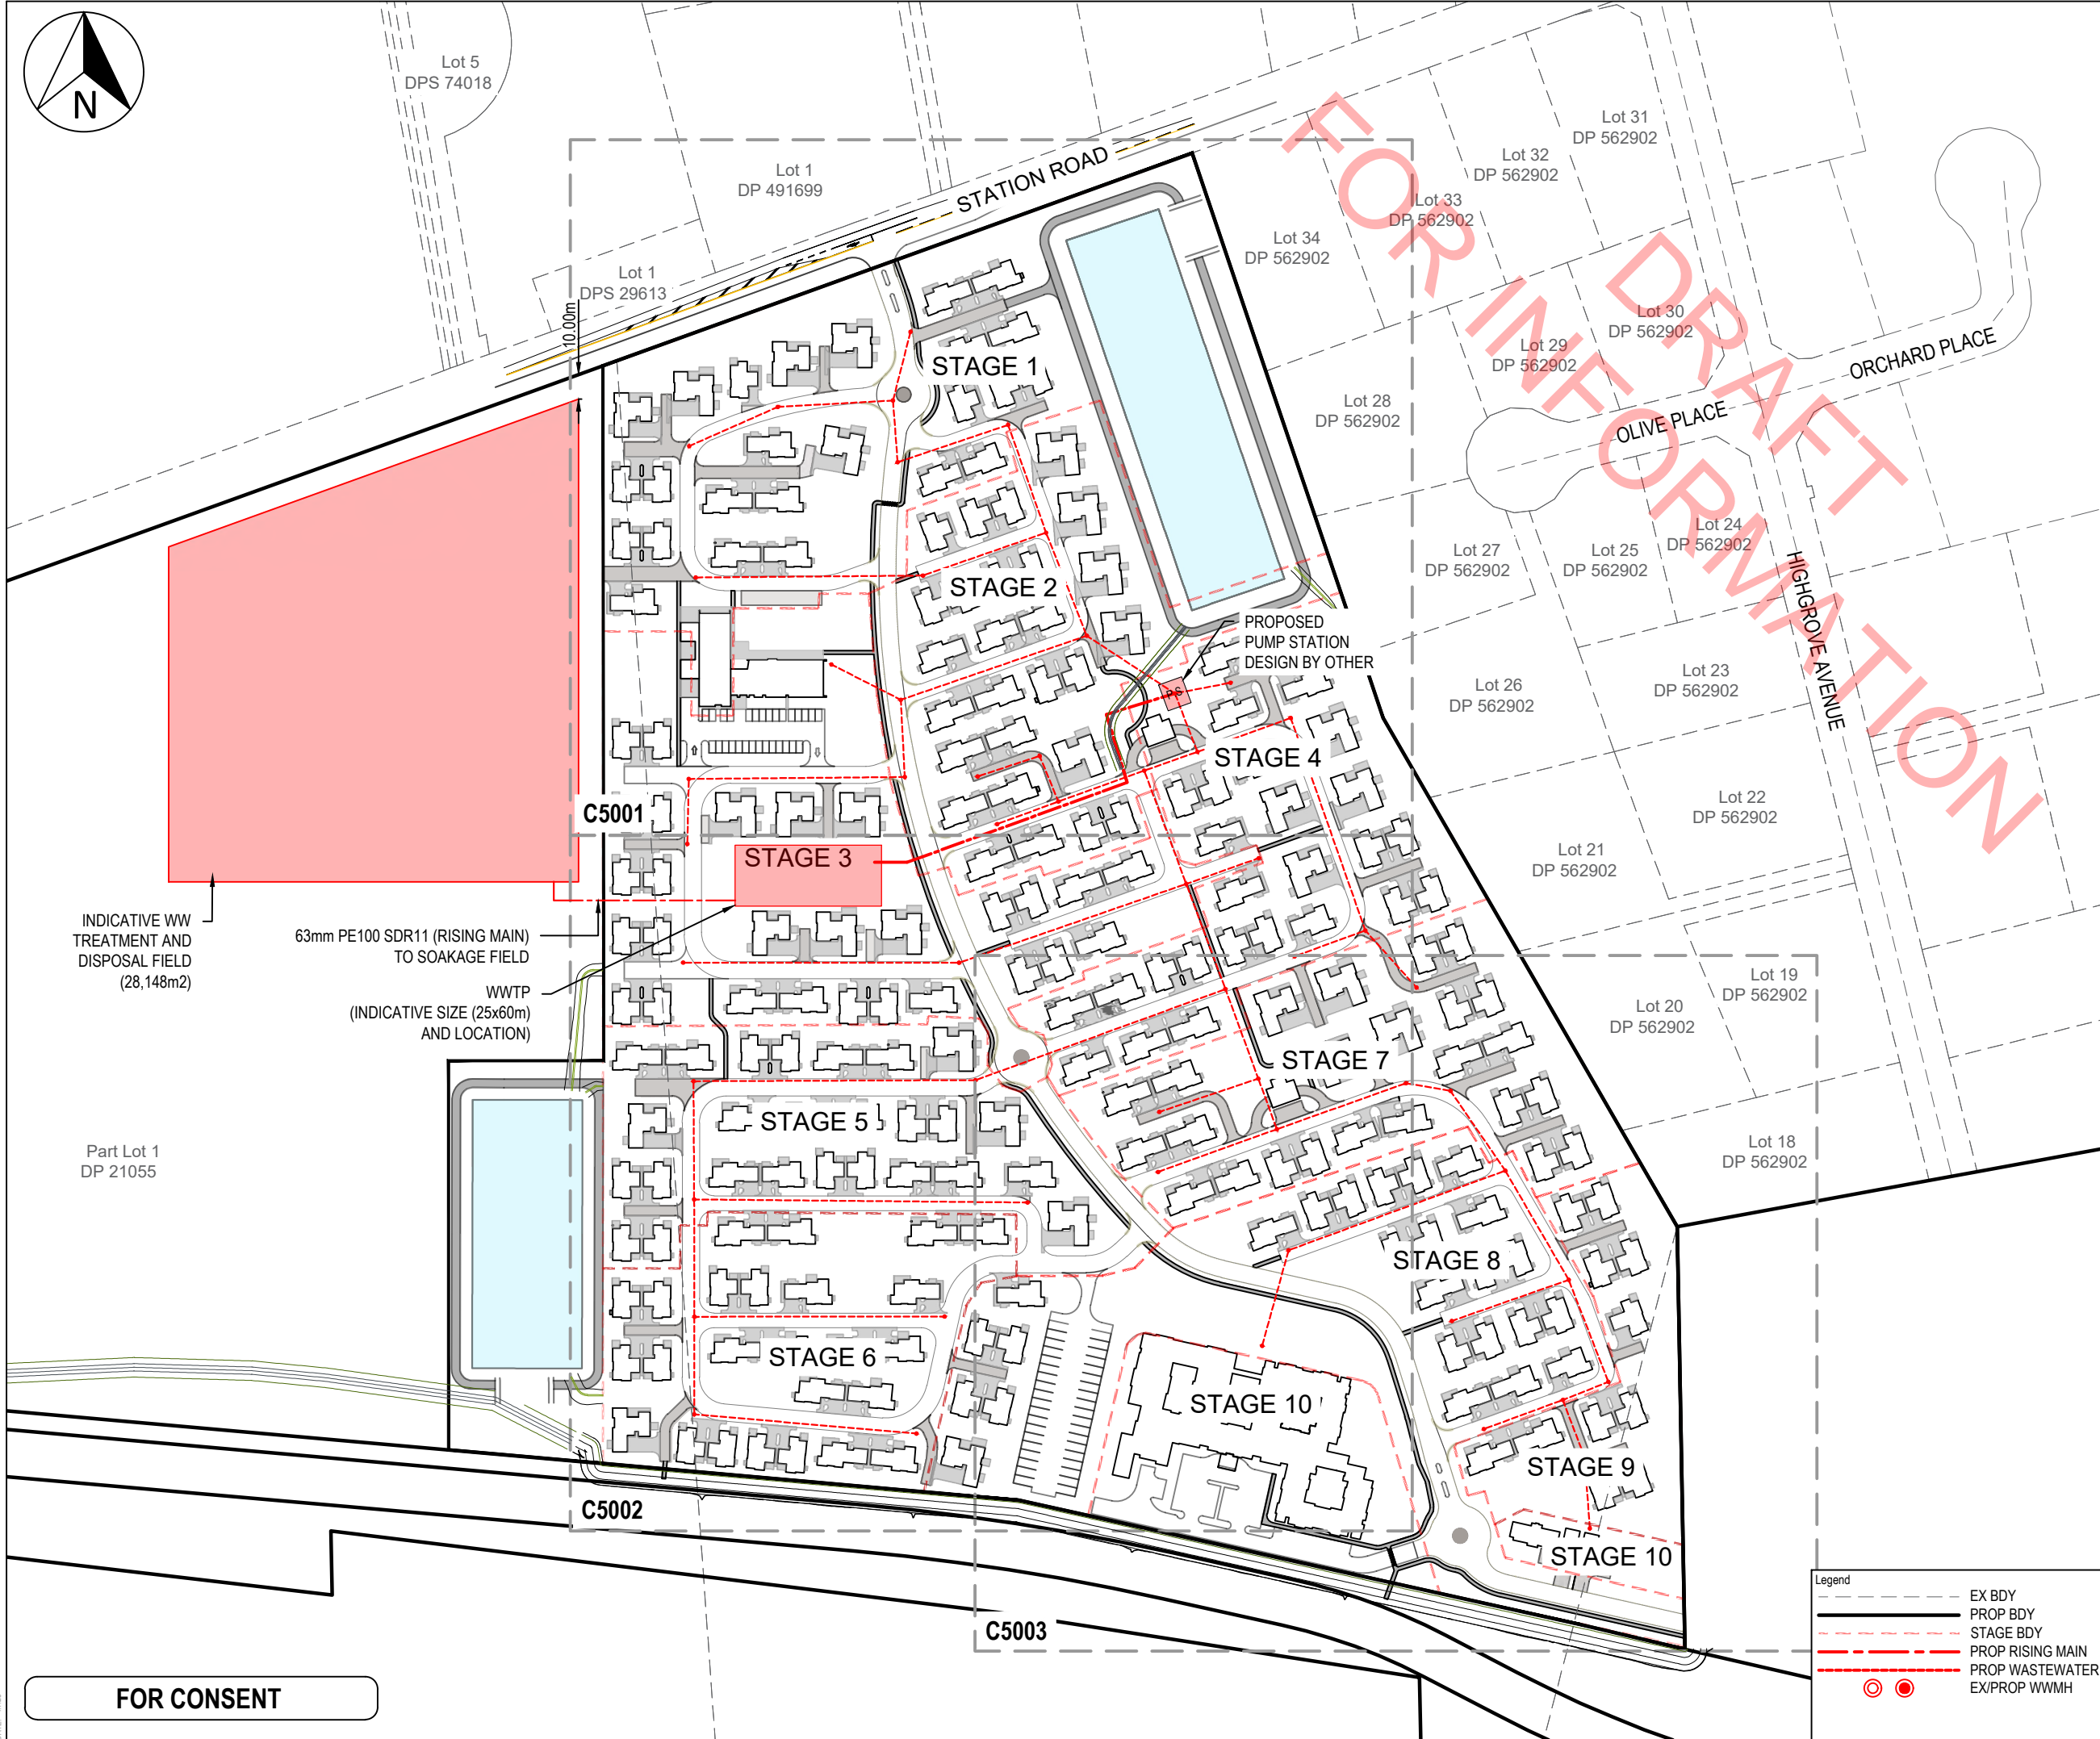 N
Lot 5
DPS 74018
Lot 1
DP 491699
STATION ROAD
Lot 1
DPS 29613
10.00m
Lot 31
DP 562902
Lot 32
DP 562902
Lot 33
DP 562902
Lot 34
DP 562902
Lot 30
DP 562902
Lot 29
DP 562902
Lot 28
DP 562902
DRAFT
FOR INFORMATION
ORCHARD PLACE
OLIVE PLACE
HIGHGROVE AVENUE
Lot 24
DP 562902
Lot 25
DP 562902
Lot 27
DP 562902
Lot 23
DP 562902
Lot 26
DP 562902
Lot 22
DP 562902
Lot 21
DP 562902
Lot 19
DP 562902
Lot 20
DP 562902
Lot 18
DP 562902
STAGE 1
STAGE 2
PROPOSED
PUMP STATION
DESIGN BY OTHER
PS
STAGE 4
C5001
STAGE 3
INDICATIVE WW
TREATMENT AND
DISPOSAL FIELD
(28,148m2)
63mm PE100 SDR11 (RISING MAIN)
TO SOAKAGE FIELD
WWTP
(INDICATIVE SIZE (25x60m)
AND LOCATION)
STAGE 7
STAGE 5
Part Lot 1
DP 21055
STAGE 8
STAGE 6
STAGE 10
STAGE 9
STAGE 10
C5002
C5003
FOR CONSENT
Legend
EX BDY
PROP BDY
STAGE BDY
PROP RISING MAIN
PROP WASTEWATER
EX/PROP WWMH